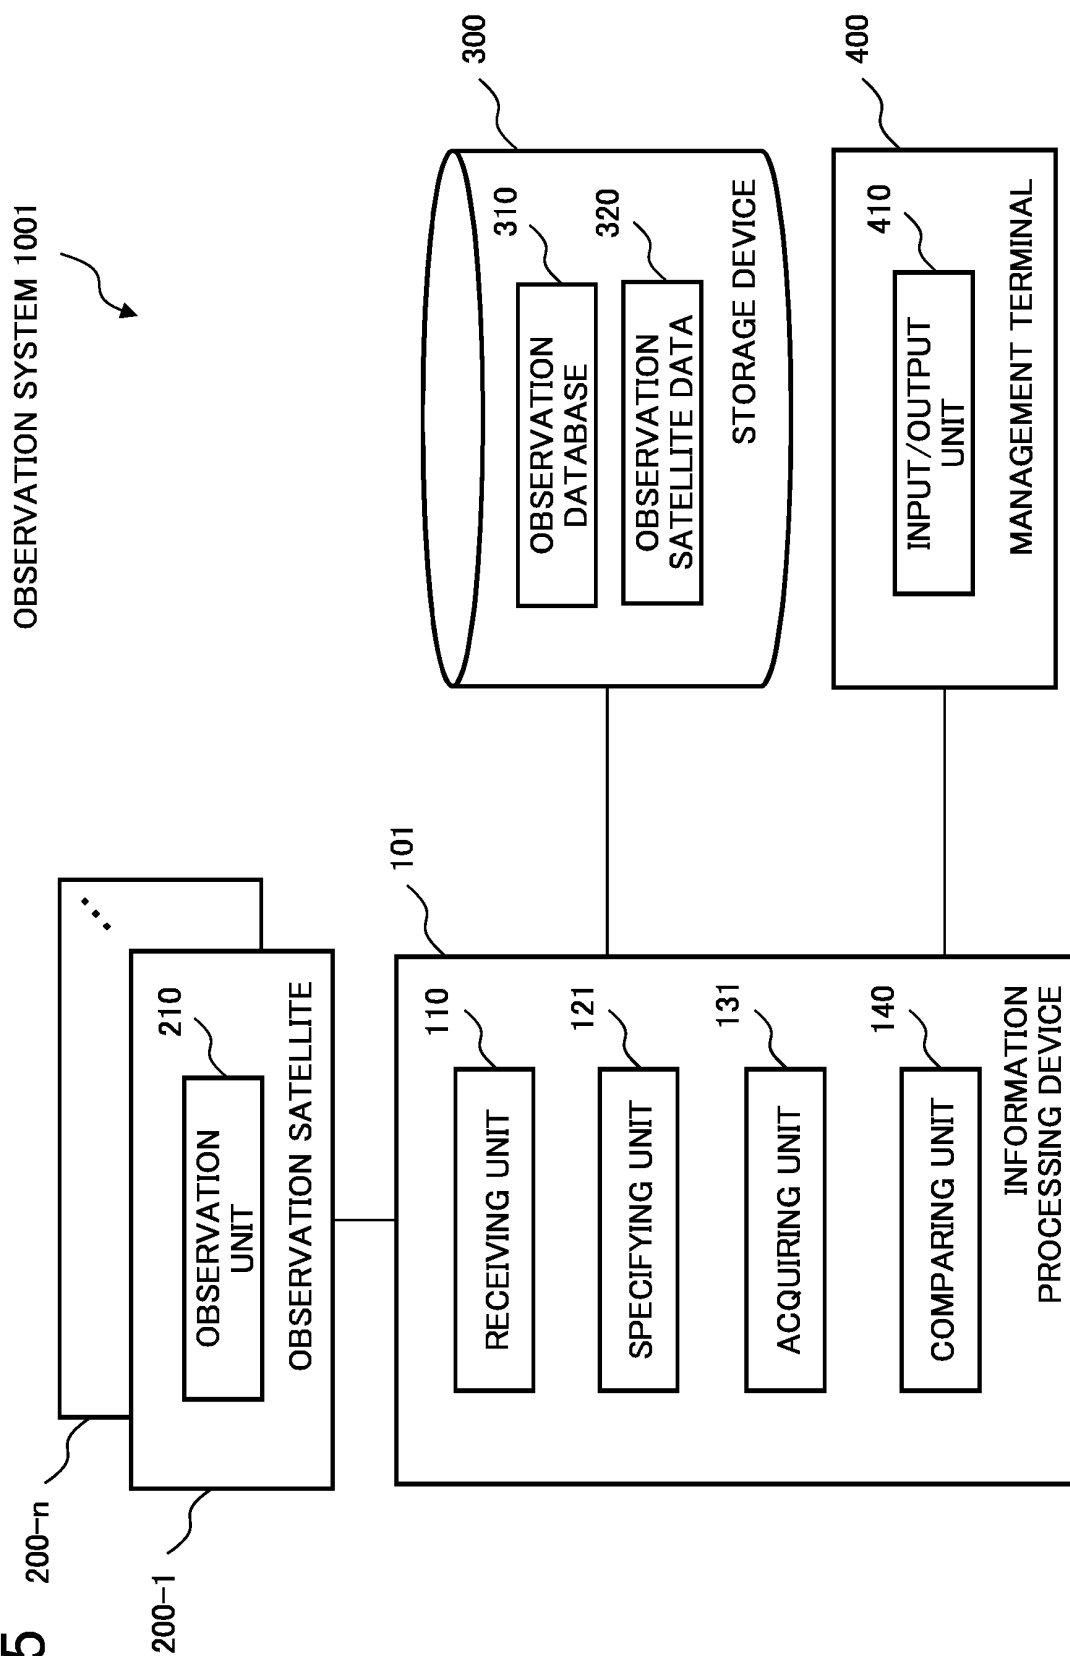 5
OBSERVATION SYSTEM 1001
200-n
200-1
210
OBSERVATION
UNIT
OBSERVATION SATELLITE
101
110
RECEIVING UNIT
121
SPECIFYING UNIT
131
ACQUIRING UNIT
140
COMPARING UNIT
INFORMATION
PROCESSING DEVICE
300
310
OBSERVATION
DATABASE
320
OBSERVATION
SATELLITE DATA
STORAGE DEVICE
400
410
INPUT/OUTPUT
UNIT
MANAGEMENT TERMINAL